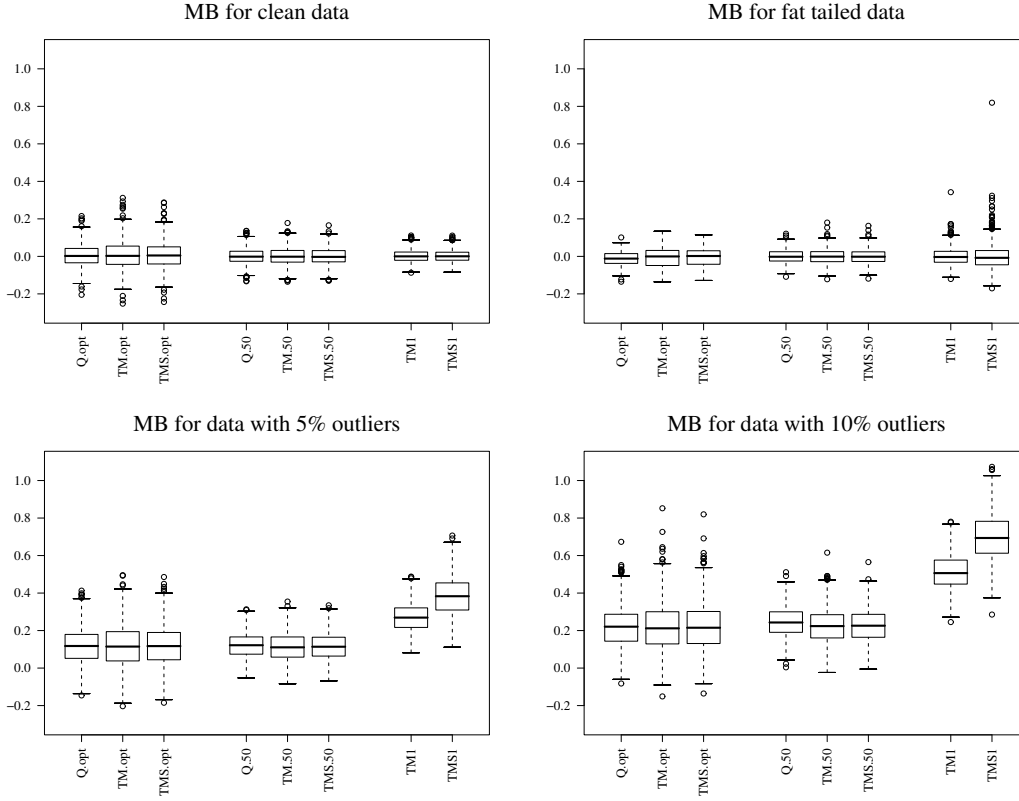 MB for clean data
1.0
0.8
0.6
0.4
0.2
0.0
−0.2
Q.opt
TM.opt
TMS.opt
Q.50
TM.50
TMS.50
TM1
TMS1
MB for fat tailed data
1.0
0.8
0.6
0.4
0.2
0.0
−0.2
Q.opt
TM.opt
TMS.opt
Q.50
TM.50
TMS.50
TM1
TMS1
MB for data with 5% outliers
1.0
0.8
0.6
0.4
0.2
0.0
−0.2
Q.opt
TM.opt
TMS.opt
Q.50
TM.50
TMS.50
TM1
TMS1
MB for data with 10% outliers
1.0
0.8
0.6
0.4
0.2
0.0
−0.2
Q.opt
TM.opt
TMS.opt
Q.50
TM.50
TMS.50
TM1
TMS1